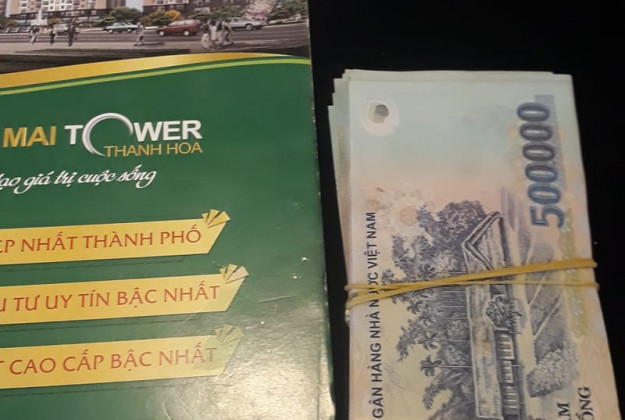 MAI TOWER
THANH HOA
tạo giá trị cuộc sống
ẸP NHẤT THÀNH PHỐ
U TƯ UY TÍN BẬC NHẤT
T CAO CẤP BẬC NHẤT
500000
NGÂN HÀNG NHÀ NƯỚC VIỆT NAM